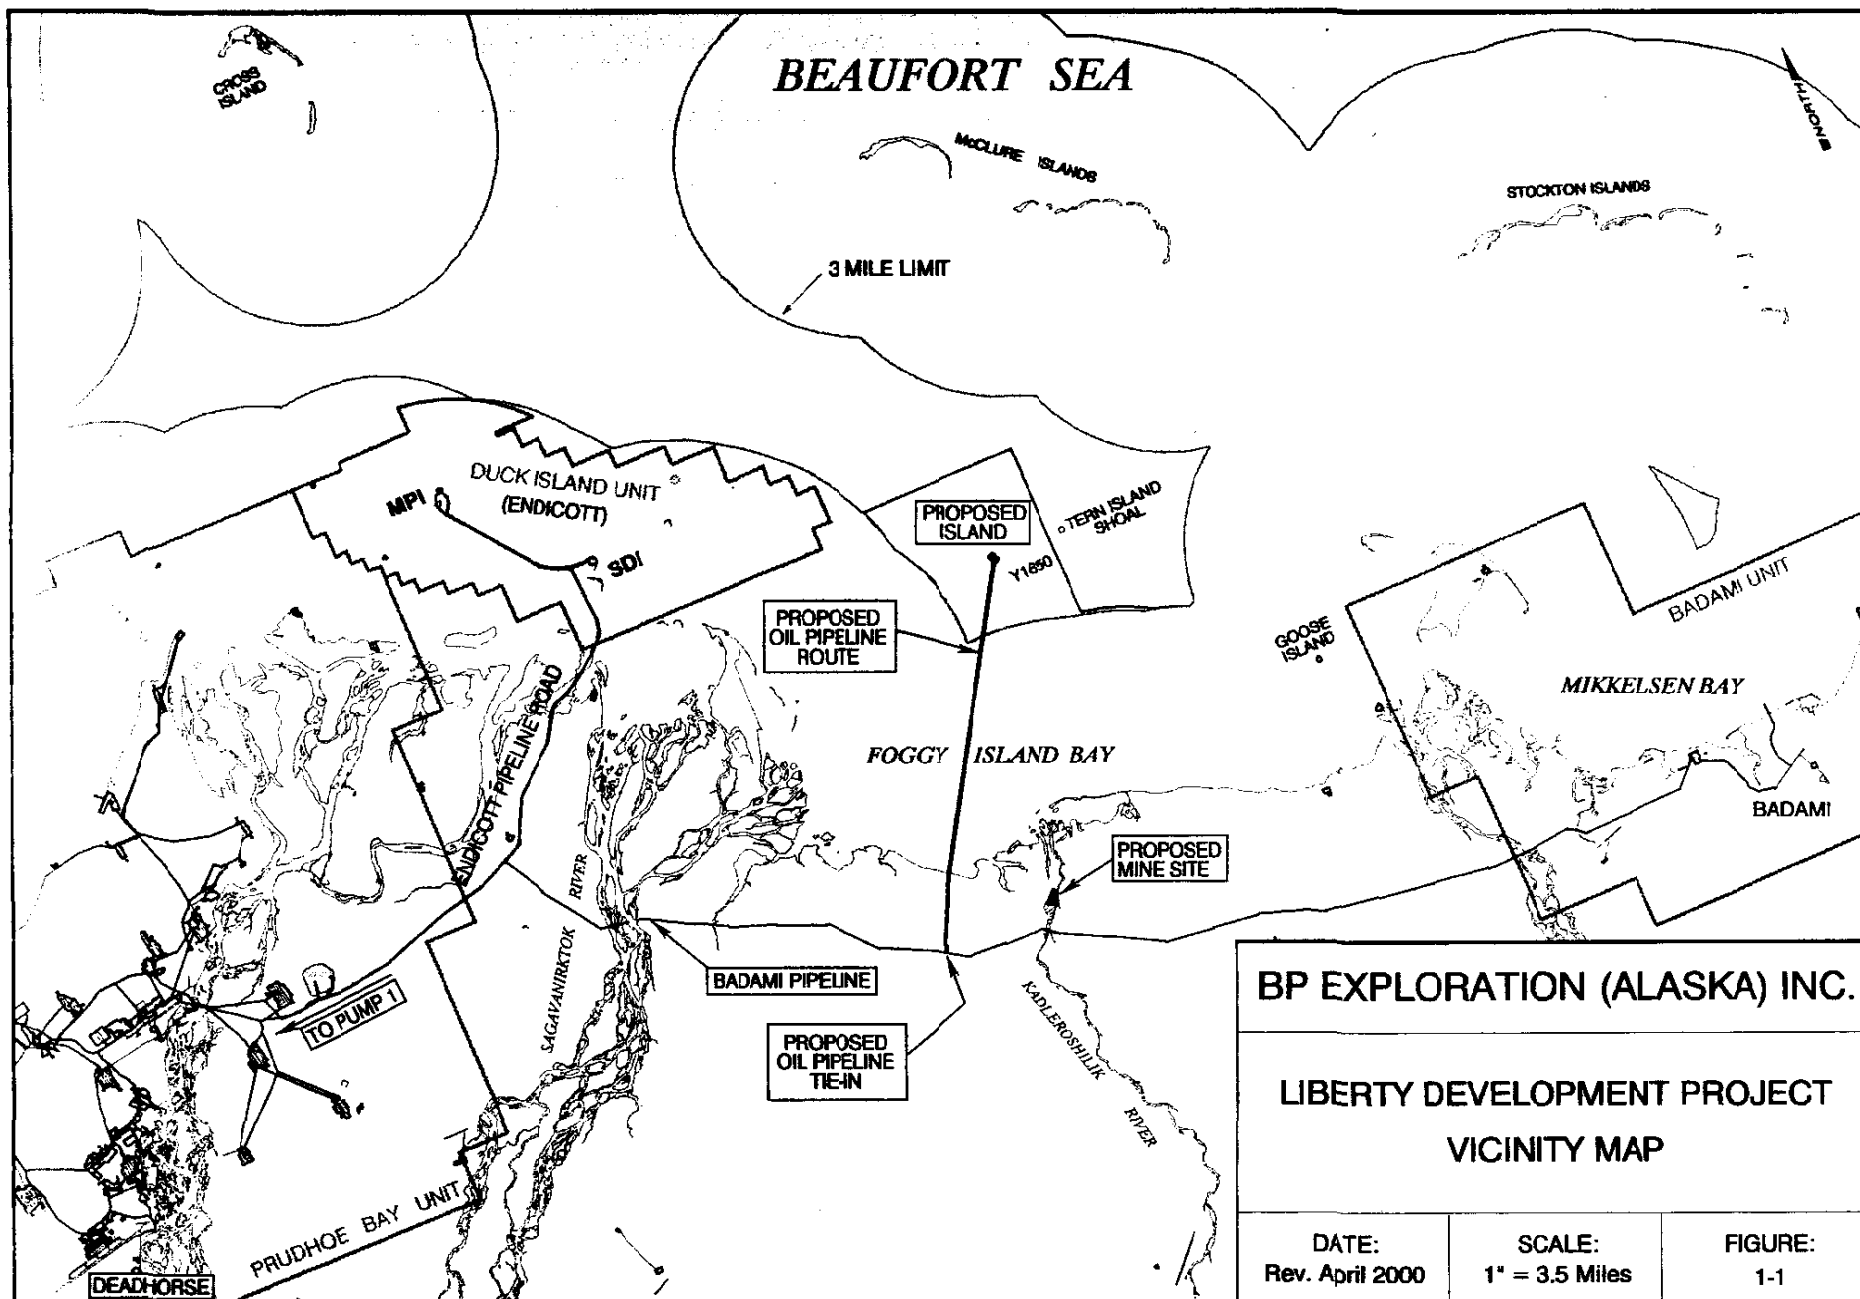 BEAUFORT SEA
CROSS
ISLAND
McCLURE ISLANDS
STOCKTON ISLANDS
NORTH
3 MILE LIMIT
DUCK ISLAND UNIT
(ENDICOTT)
MPI
SDI
PROPOSED
ISLAND
TERN ISLAND
SHOAL
Y1650
PROPOSED
OIL PIPELINE
ROUTE
GOOSE
ISLAND
BADAMI UNIT
MIKKELSEN BAY
FOGGY ISLAND BAY
ENDICOTT PIPELINE ROAD
BADAMI
PROPOSED
MINE SITE
SAGAVANIRKTOK RIVER
BADAMI PIPELINE
TO PUMP 1
PROPOSED
OIL PIPELINE
TIE-IN
KADLEROSHILIK RIVER
PRUDHOE BAY UNIT
DEADHORSE
BP EXPLORATION (ALASKA) INC.
LIBERTY DEVELOPMENT PROJECT
VICINITY MAP
DATE:
Rev. April 2000
SCALE:
1" = 3.5 Miles
FIGURE:
1-1